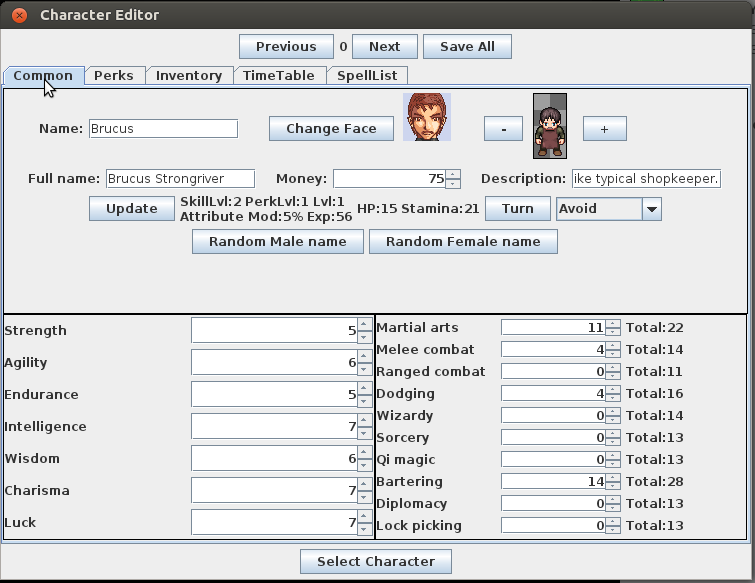 Character Editor
Previous 0 Next Save All
Common Perks Inventory TimeTable SpellList
Name: Brucus Change Face - +
Full name: Brucus Strongriver Money: 75 Description: ike typical shopkeeper.
Update SkillLvl:2 PerkLvl:1 Lvl:1 HP:15 Stamina:21 Turn Avoid
Attribute Mod:5% Exp:56
Random Male name Random Female name
Strength 5
Agility 6
Endurance 5
Intelligence 7
Wisdom 6
Charisma 7
Luck 7
Martial arts 11 Total:22
Melee combat 4 Total:14
Ranged combat 0 Total:11
Dodging 4 Total:16
Wizardy 0 Total:14
Sorcery 0 Total:13
Qi magic 0 Total:13
Bartering 14 Total:28
Diplomacy 0 Total:13
Lock picking 0 Total:13
Select Character